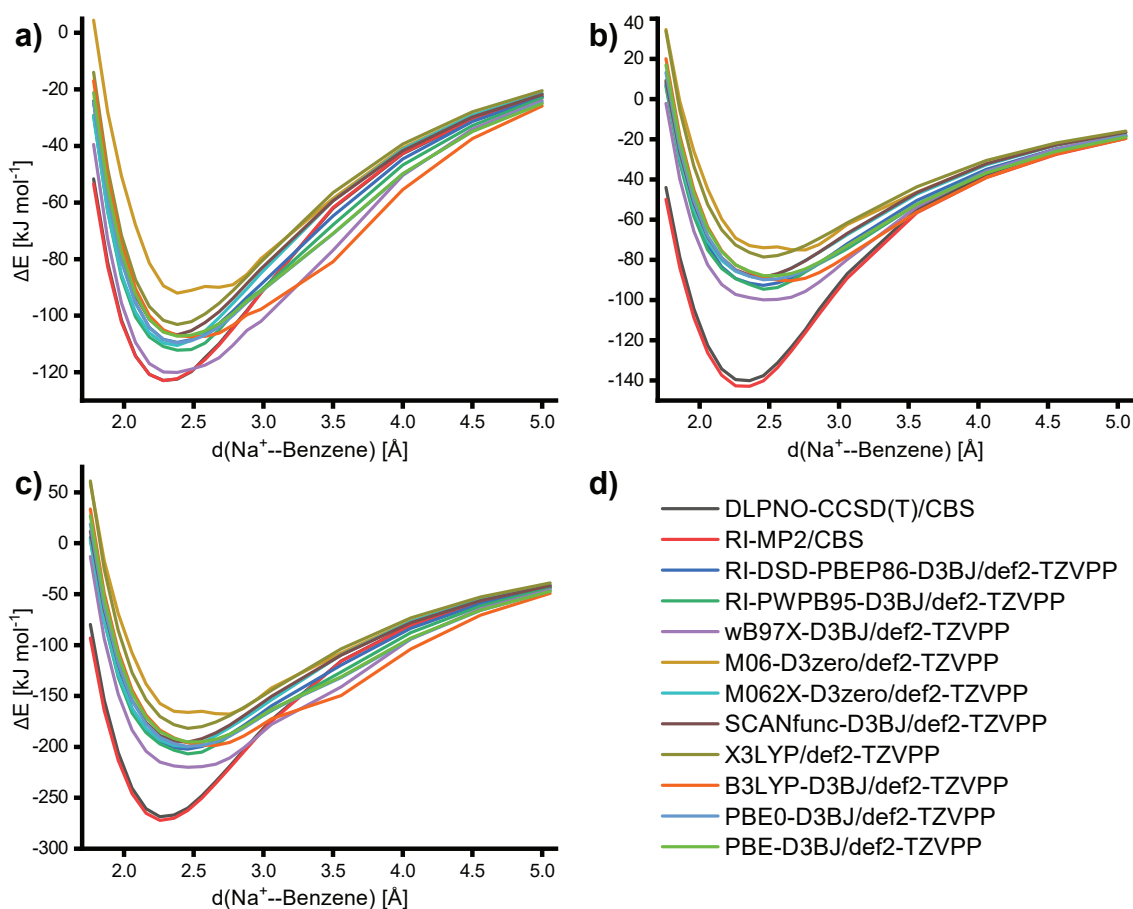 a)
0
-20
-40
-60
-80
-100
-120
ΔE [kJ mol⁻¹]
2.0 2.5 3.0 3.5 4.0 4.5 5.0
d(Na⁺--Benzene) [Å]
b)
40
20
0
-20
-40
-60
-80
-100
-120
-140
ΔE [kJ mol⁻¹]
2.0 2.5 3.0 3.5 4.0 4.5 5.0
d(Na⁺--Benzene) [Å]
c)
50
0
-50
-100
-150
-200
-250
-300
ΔE [kJ mol⁻¹]
2.0 2.5 3.0 3.5 4.0 4.5 5.0
d(Na⁺--Benzene) [Å]
d)
DLPNO-CCSD(T)/CBS
RI-MP2/CBS
RI-DSD-PBEP86-D3BJ/def2-TZVPP
RI-PWPB95-D3BJ/def2-TZVPP
wB97X-D3BJ/def2-TZVPP
M06-D3zero/def2-TZVPP
M062X-D3zero/def2-TZVPP
SCANfunc-D3BJ/def2-TZVPP
X3LYP/def2-TZVPP
B3LYP-D3BJ/def2-TZVPP
PBE0-D3BJ/def2-TZVPP
PBE-D3BJ/def2-TZVPP